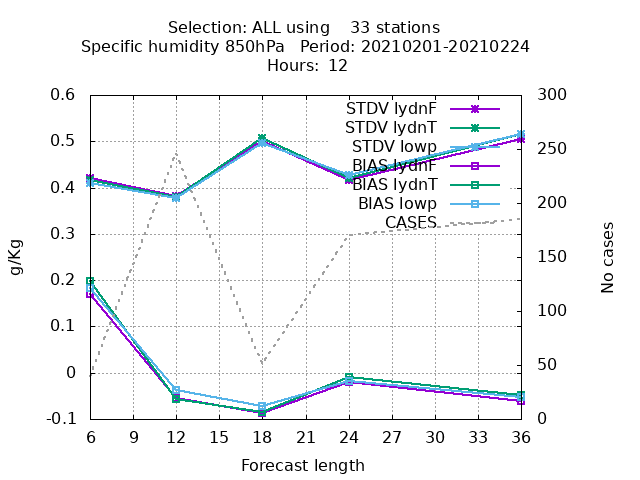 Selection: ALL using    33 stations
Specific humidity 850hPa   Period: 20210201-20210224
Hours:  12
STDV lydnF
STDV lydnT
STDV lowp
BIAS lydnF
BIAS lydnT
BIAS lowp
CASES
0.6
0.5
0.4
0.3
0.2
0.1
0
-0.1
g/Kg
300
250
200
150
100
50
0
No cases
6 9 12 15 18 21 24 27 30 33 36
Forecast length